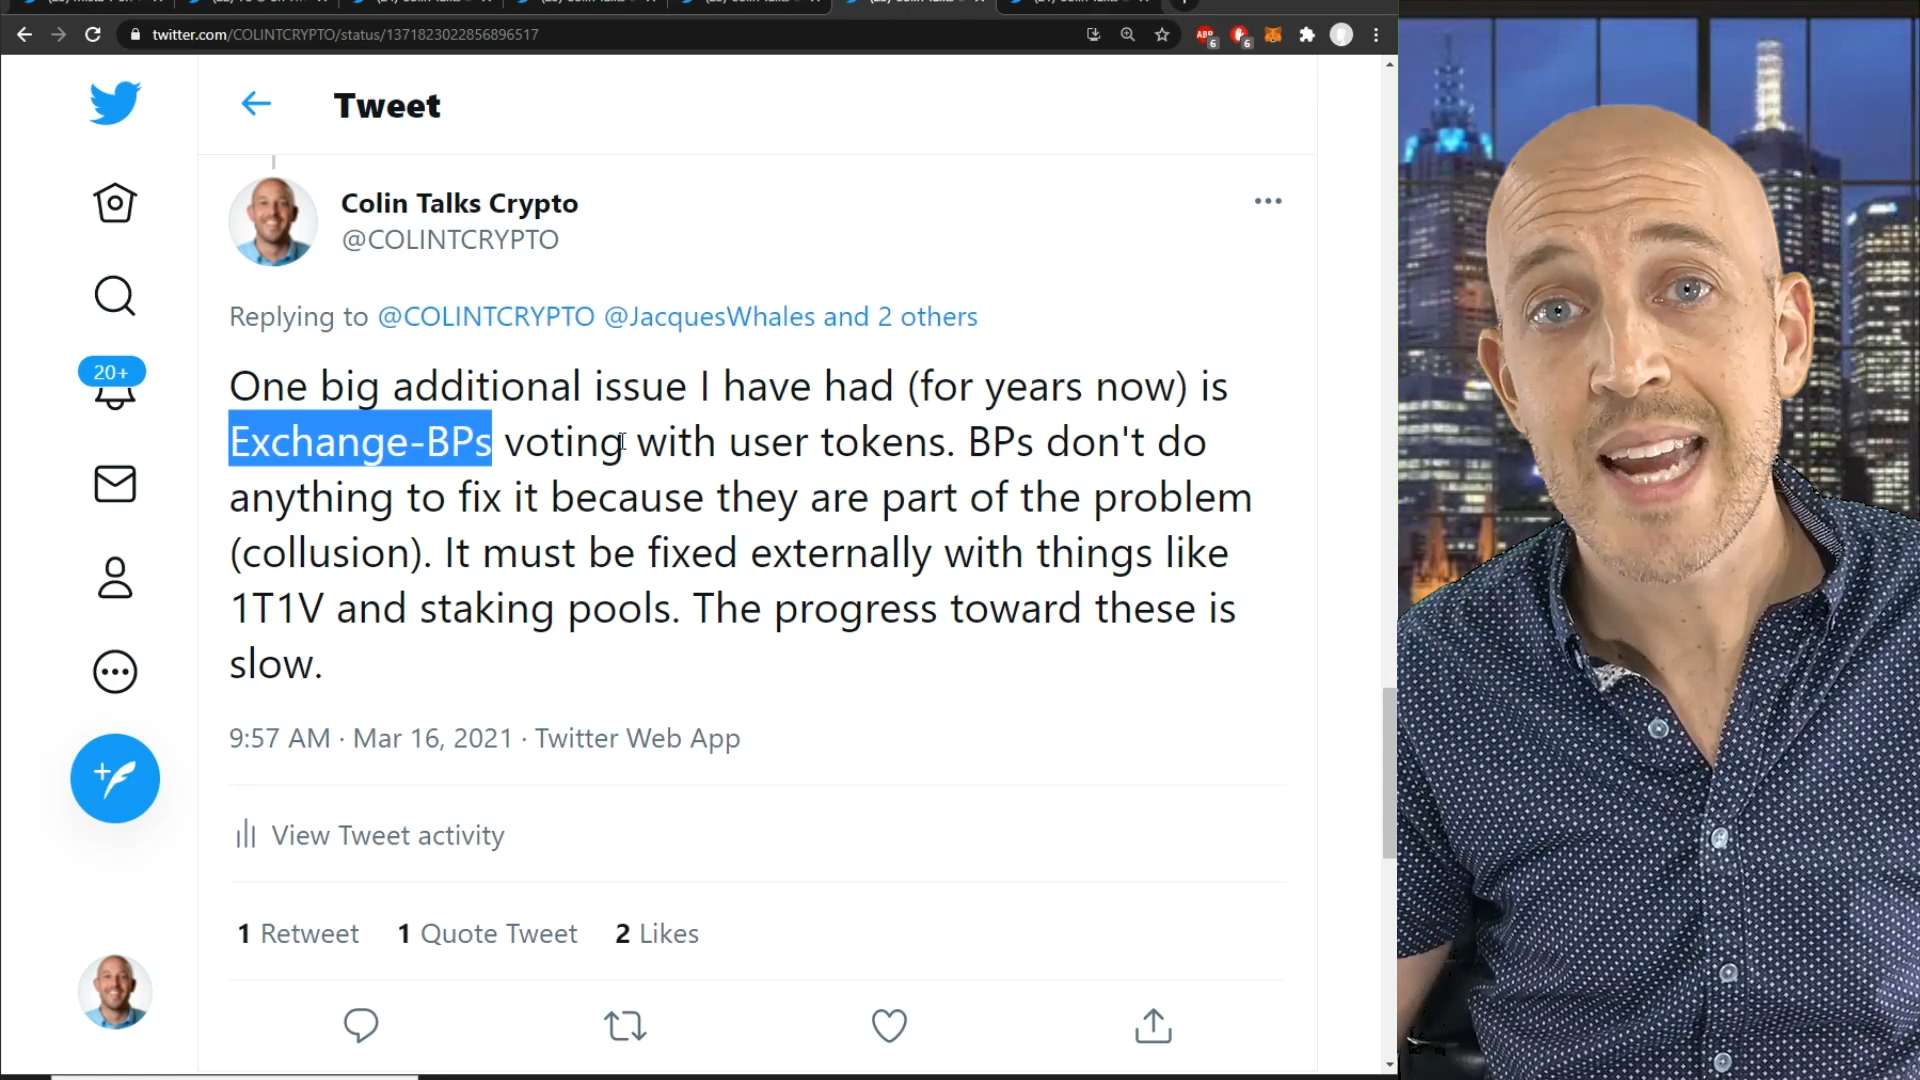 twitter.com/COLINTCRYPTO/status/1371823022856896517
ABP
6
6
Tweet
Colin Talks Crypto
@COLINTCRYPTO
Replying to @COLINTCRYPTO @JacquesWhales and 2 others
20+
One big additional issue I have had (for years now) is
Exchange-BPs voting with user tokens. BPs don't do
anything to fix it because they are part of the problem
(collusion). It must be fixed externally with things like
1T1V and staking pools. The progress toward these is
slow.
9:57 AM · Mar 16, 2021 · Twitter Web App
View Tweet activity
1 Retweet 1 Quote Tweet 2 Likes